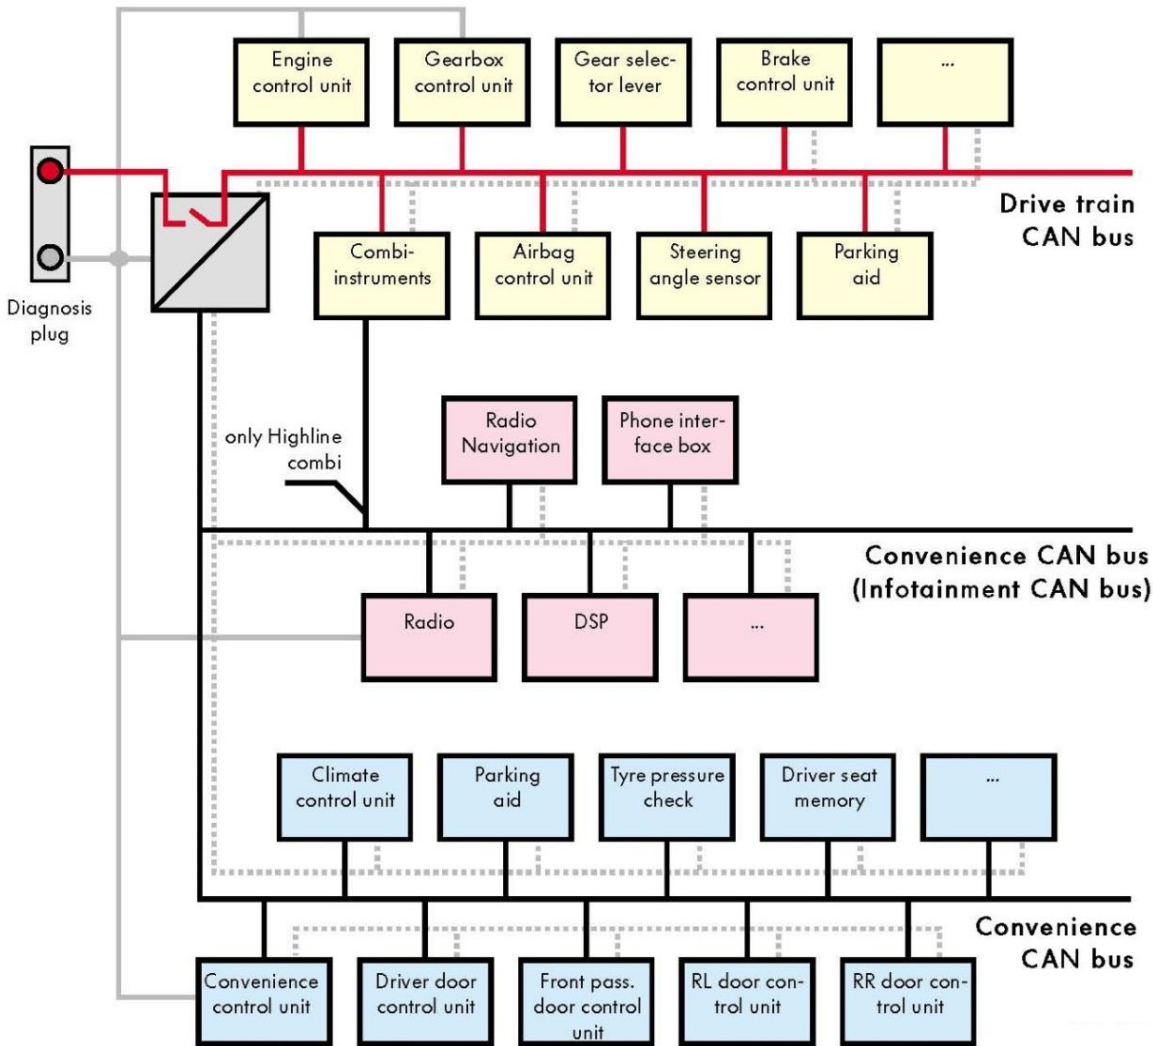 Engine
control unit
Gearbox
control unit
Gear selec-
tor lever
Brake
control unit
...
Drive train
CAN bus
Combi-
instruments
Airbag
control unit
Steering
angle sensor
Parking
aid
Diagnosis
plug
Radio
Navigation
Phone inter-
face box
only Highline
combi
Convenience CAN bus
(Infotainment CAN bus)
Radio
DSP
...
Climate
control unit
Parking
aid
Tyre pressure
check
Driver seat
memory
...
Convenience
CAN bus
Convenience
control unit
Driver door
control unit
Front pass.
door control
unit
RL door con-
trol unit
RR door con-
trol unit